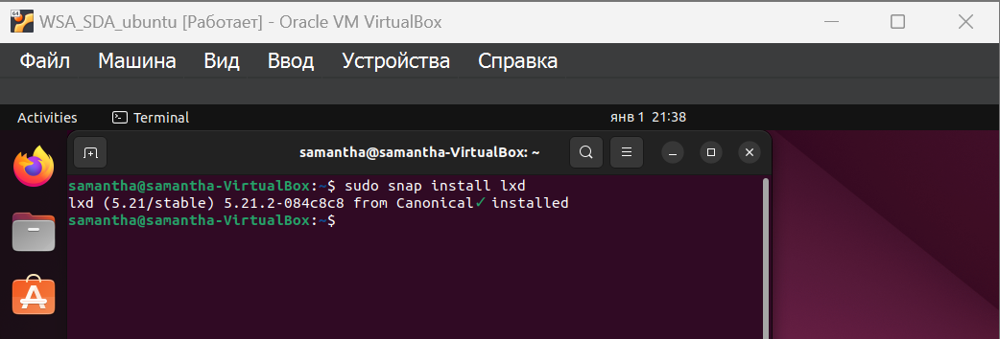 WSA_SDA_ubuntu [Работает] - Oracle VM VirtualBox
Файл Машина Вид Ввод Устройства Справка
Activities Terminal янв 1 21:38
samantha@samantha-VirtualBox: ~
samantha@samantha-VirtualBox:~$ sudo snap install lxd
lxd (5.21/stable) 5.21.2-084c8c8 from Canonical✓ installed
samantha@samantha-VirtualBox:~$